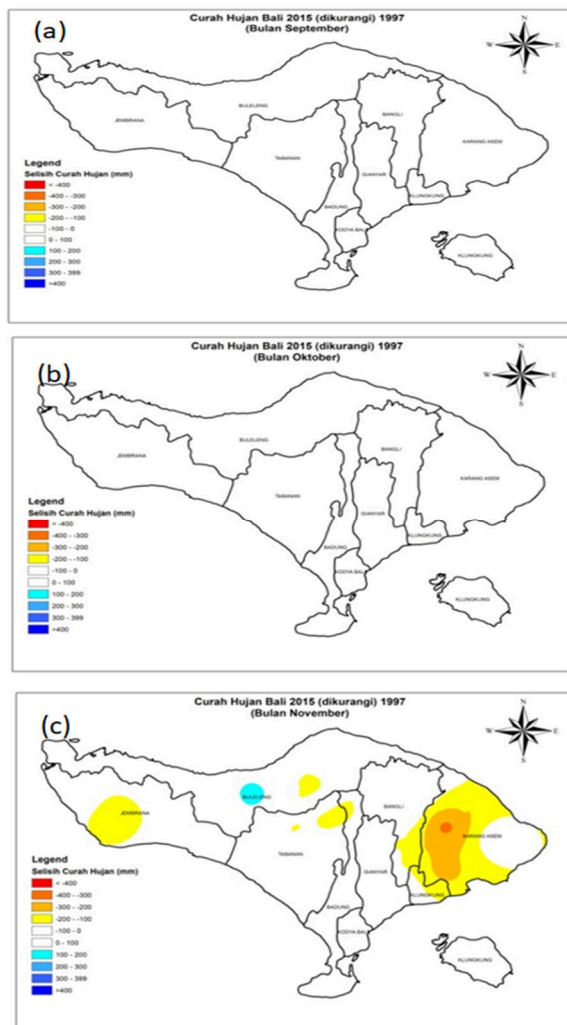 (a)
Curah Hujan Bali 2015 (dikurangi) 1997
(Bulan September)
N
W E
S
BULELENG
BANGLI
JEMBRANA
KARANG ASEM
TABANAN
GIANYAR
Legend
Selisih Curah Hujan (mm)
< -400
-400 - -300
-300 - -200
-200 - -100
-100 - 0
0 - 100
100 - 200
200 - 300
300 - 399
>400
KLUNGKUNG
BADUNG
KODYA BALI
KLUNGKUNG
(b)
Curah Hujan Bali 2015 (dikurangi) 1997
(Bulan Oktober)
N
W E
S
BULELENG
BANGLI
JEMBRANA
KARANG ASEM
TABANAN
GIANYAR
Legend
Selisih Curah Hujan (mm)
< -400
-400 - -300
-300 - -200
-200 - -100
-100 - 0
0 - 100
100 - 200
200 - 300
300 - 399
>400
KLUNGKUNG
BADUNG
KODYA BALI
KLUNGKUNG
(c)
Curah Hujan Bali 2015 (dikurangi) 1997
(Bulan November)
N
W E
S
BULELENG
BANGLI
JEMBRANA
KARANG ASEM
TABANAN
GIANYAR
Legend
Selisih Curah Hujan (mm)
< -400
-400 - -300
-300 - -200
-200 - -100
-100 - 0
0 - 100
100 - 200
200 - 300
300 - 399
>400
KLUNGKUNG
BADUNG
KODYA BALI
KLUNGKUNG